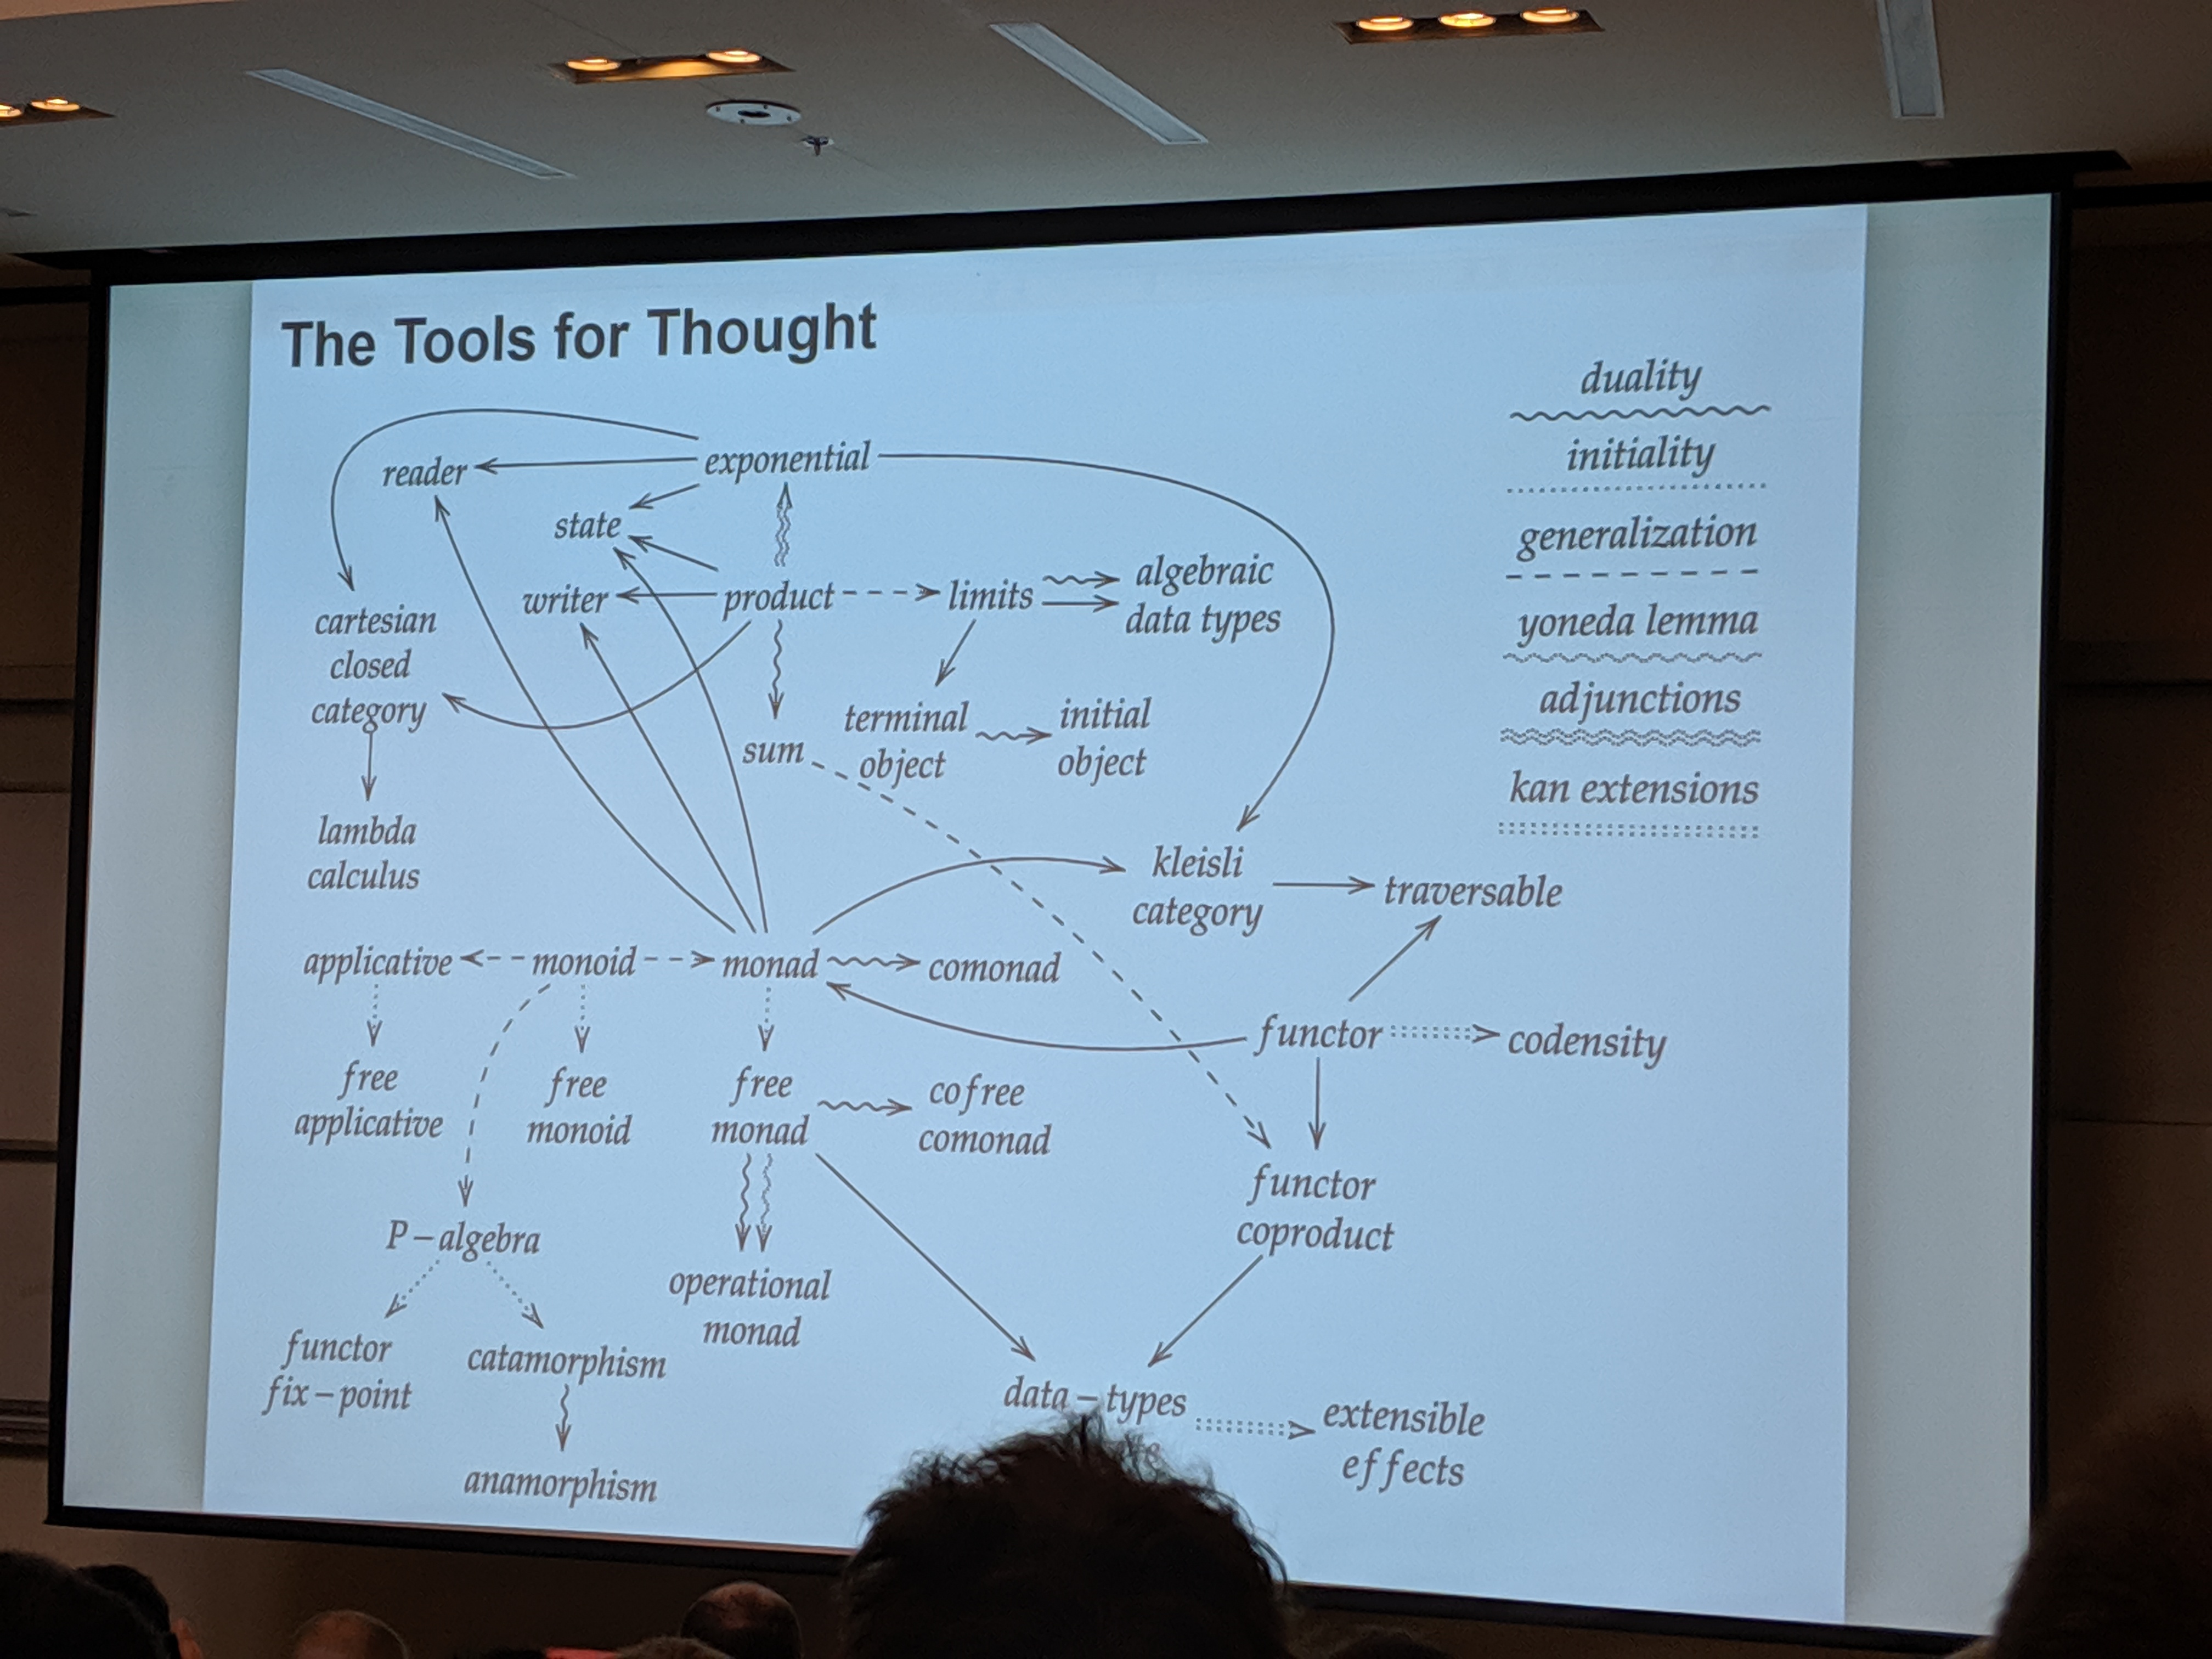 The Tools for Thought
duality
initiality
generalization
yoneda lemma
adjunctions
kan extensions
reader
exponential
state
writer
product
limits
algebraic
data types
cartesian
closed
category
sum
terminal
object
initial
object
lambda
calculus
kleisli
category
traversable
applicative
monoid
monad
comonad
functor
codensity
free
applicative
free
monoid
free
monad
cofree
comonad
functor
coproduct
P-algebra
operational
monad
functor
fix-point
catamorphism
anamorphism
data-types
extensible
effects